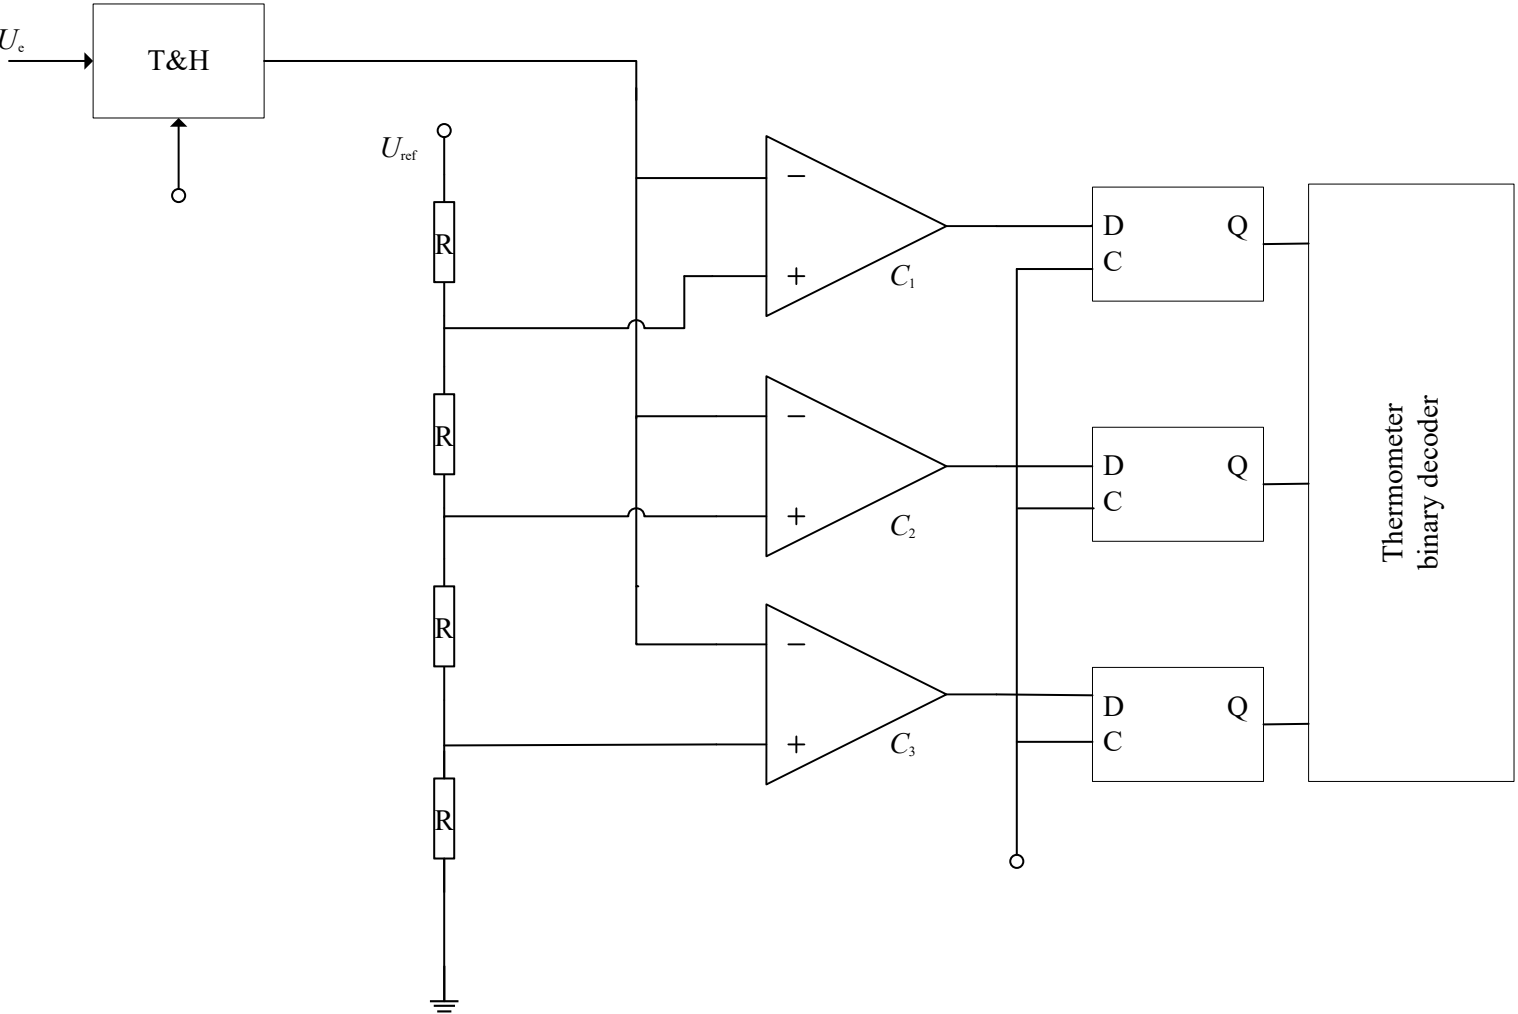 Ue
T&H
Uref
R
−
+
C1
D
Q
C
R
−
+
C2
D
Q
C
R
−
+
C3
D
Q
C
R
Thermometer
binary decoder